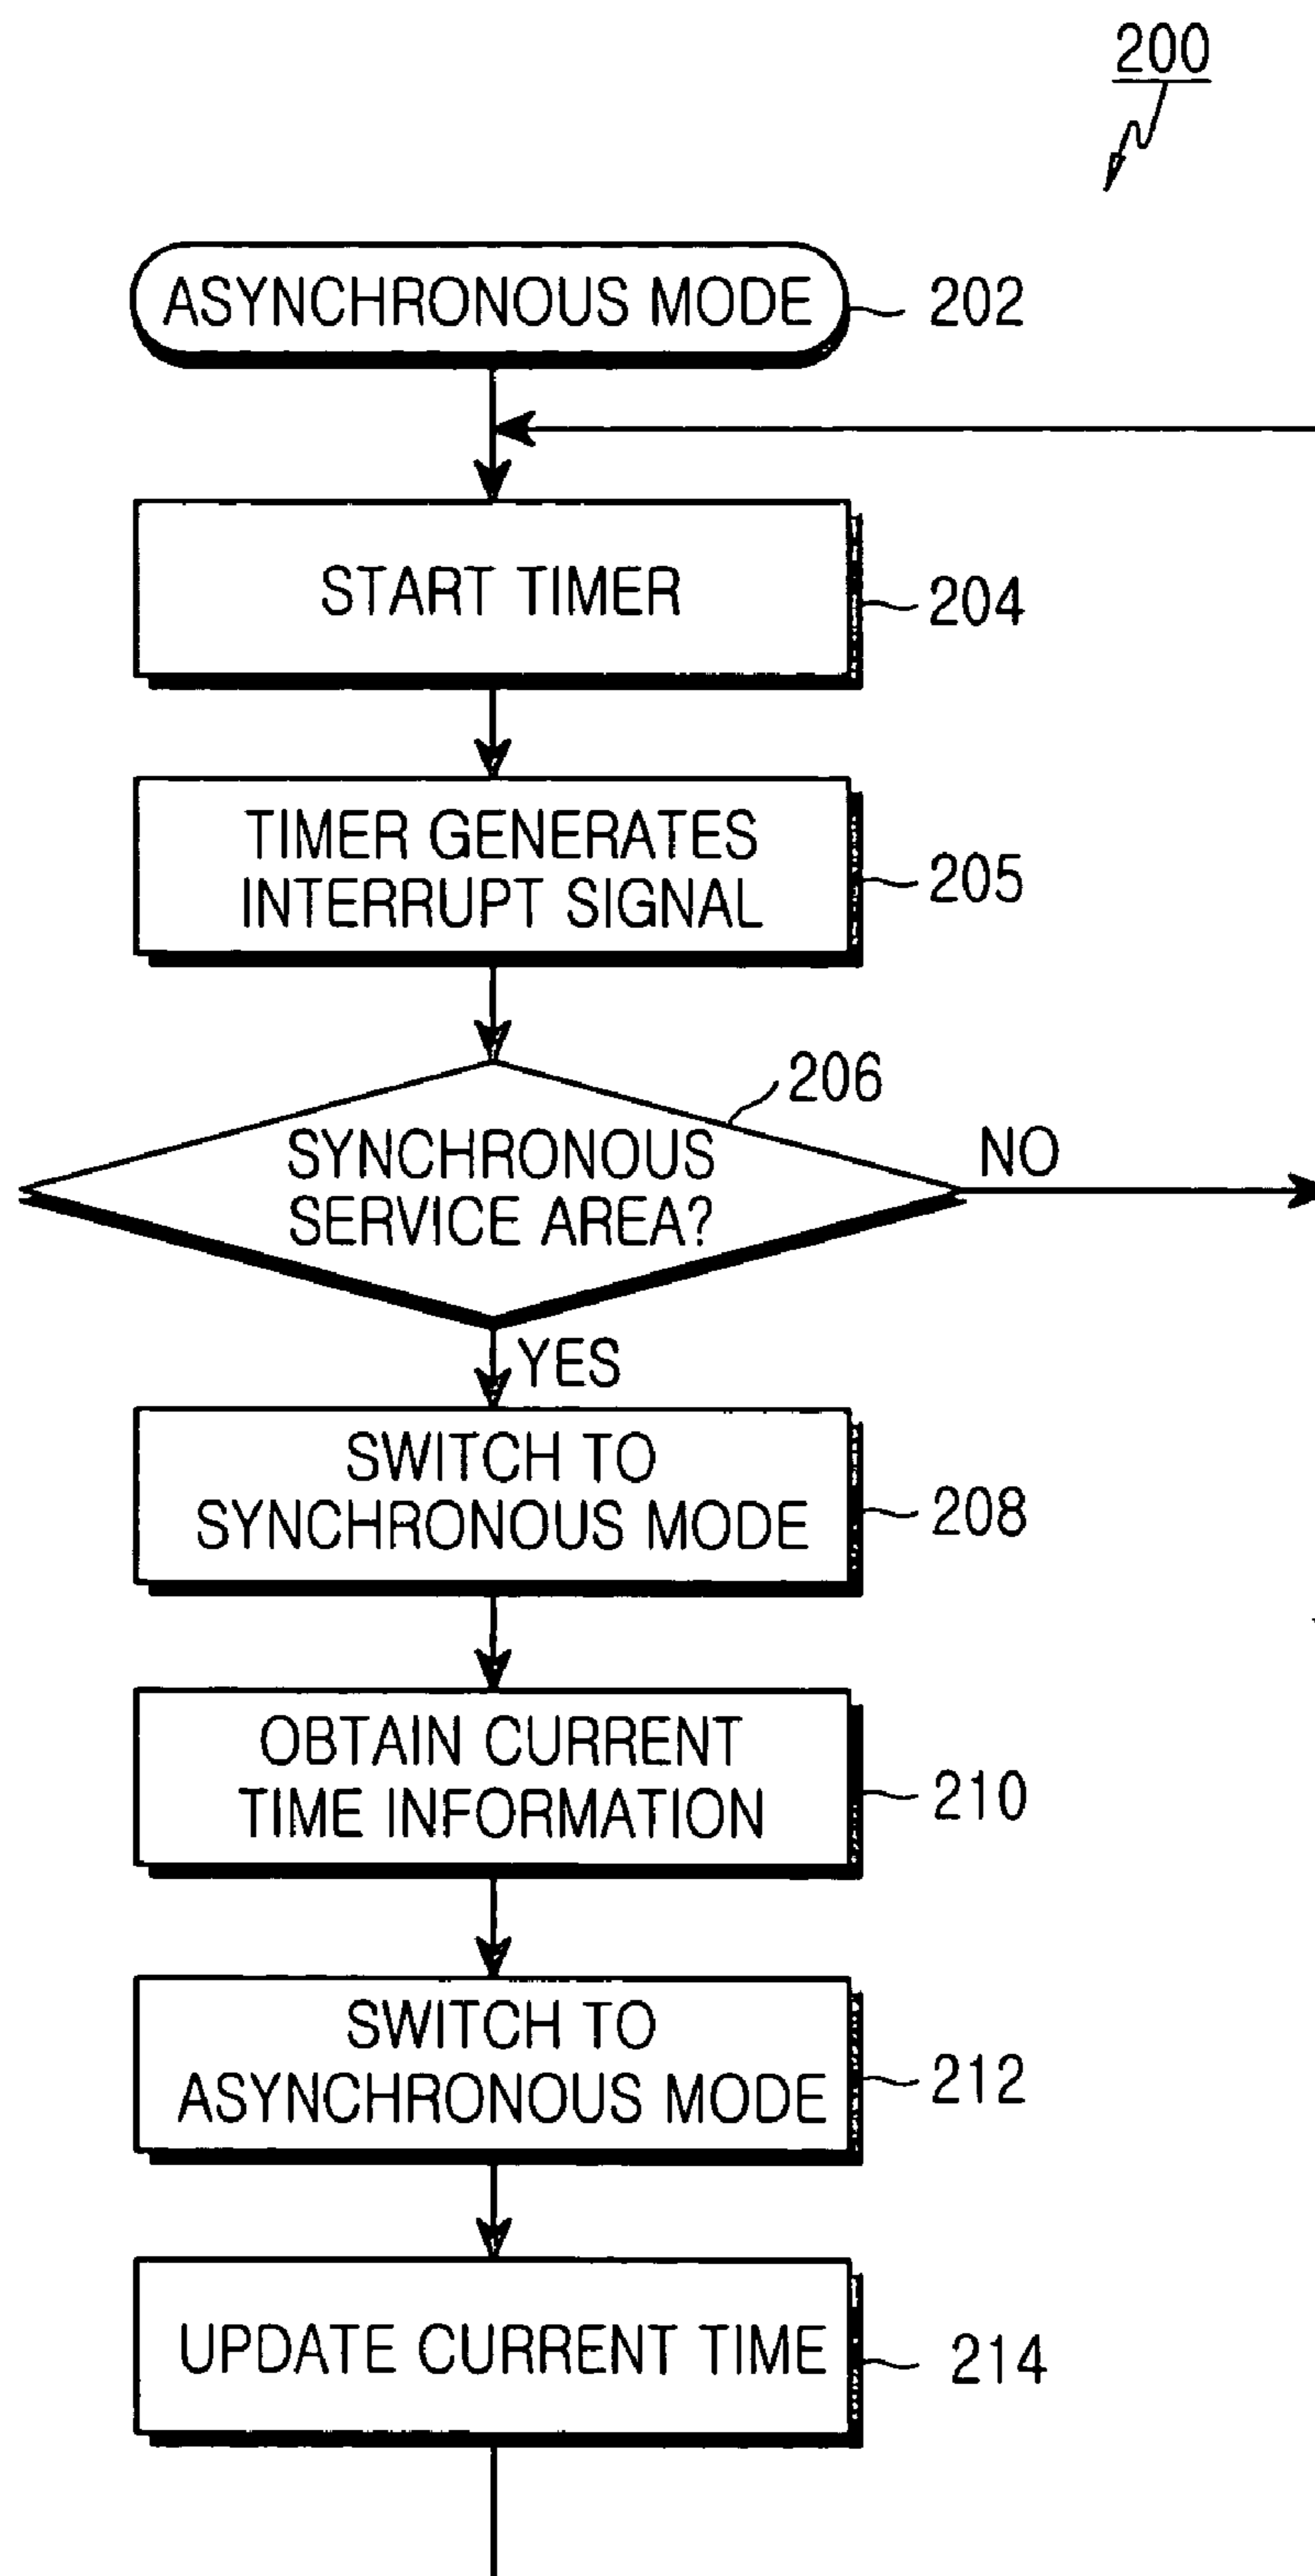 200
ASYNCHRONOUS MODE
202
START TIMER
204
TIMER GENERATES
INTERRUPT SIGNAL
205
206
SYNCHRONOUS
SERVICE AREA?
NO
YES
SWITCH TO
SYNCHRONOUS MODE
208
OBTAIN CURRENT
TIME INFORMATION
210
SWITCH TO
ASYNCHRONOUS MODE
212
UPDATE CURRENT TIME
214